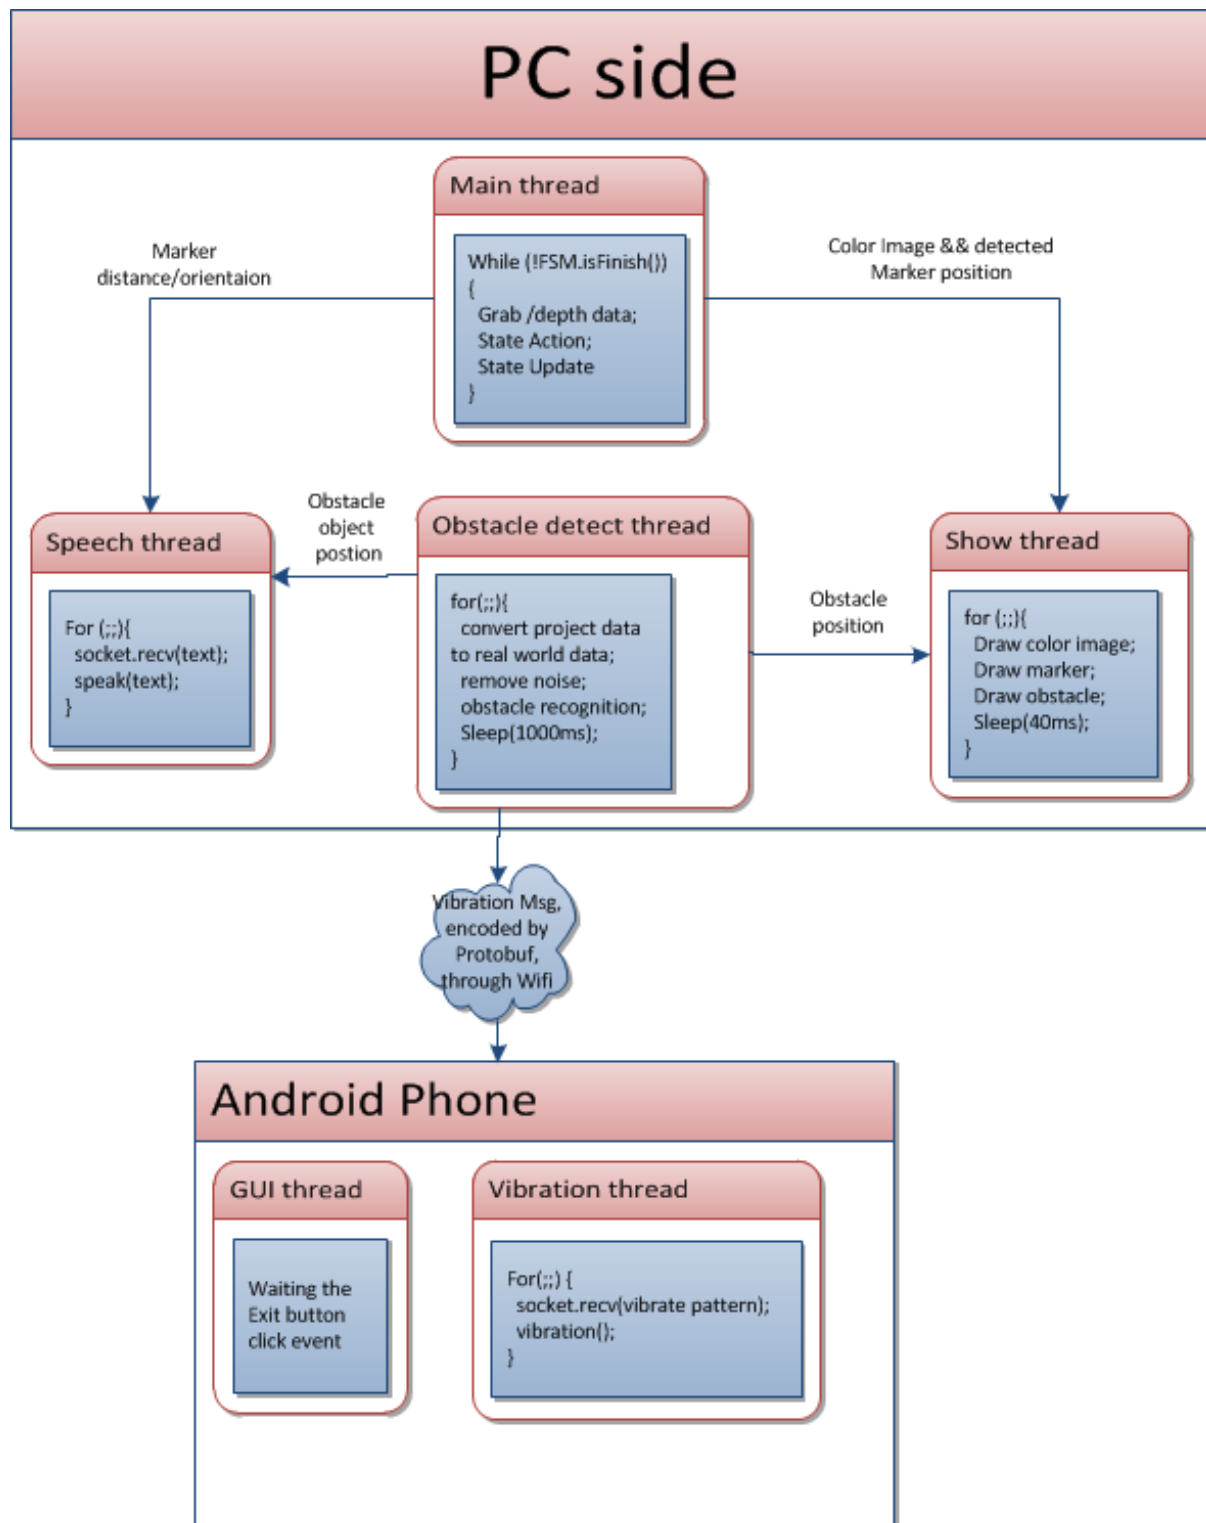 PC side
Main thread
While (!FSM.isFinish())
{
Grab /depth data;
State Action;
State Update
}
Marker
distance/orientaion
Color Image && detected
Marker position
Speech thread
For (;;){
socket.recv(text);
speak(text);
}
Obstacle
object
postion
Obstacle detect thread
for(;;){
convert project data
to real world data;
remove noise;
obstacle recognition;
Sleep(1000ms);
}
Obstacle
position
Show thread
for (;;){
Draw color image;
Draw marker;
Draw obstacle;
Sleep(40ms);
}
Vibration Msg,
encoded by
Protobuf,
through Wifi
Android Phone
GUI thread
Waiting the
Exit button
click event
Vibration thread
For(;;) {
socket.recv(vibrate pattern);
vibration();
}